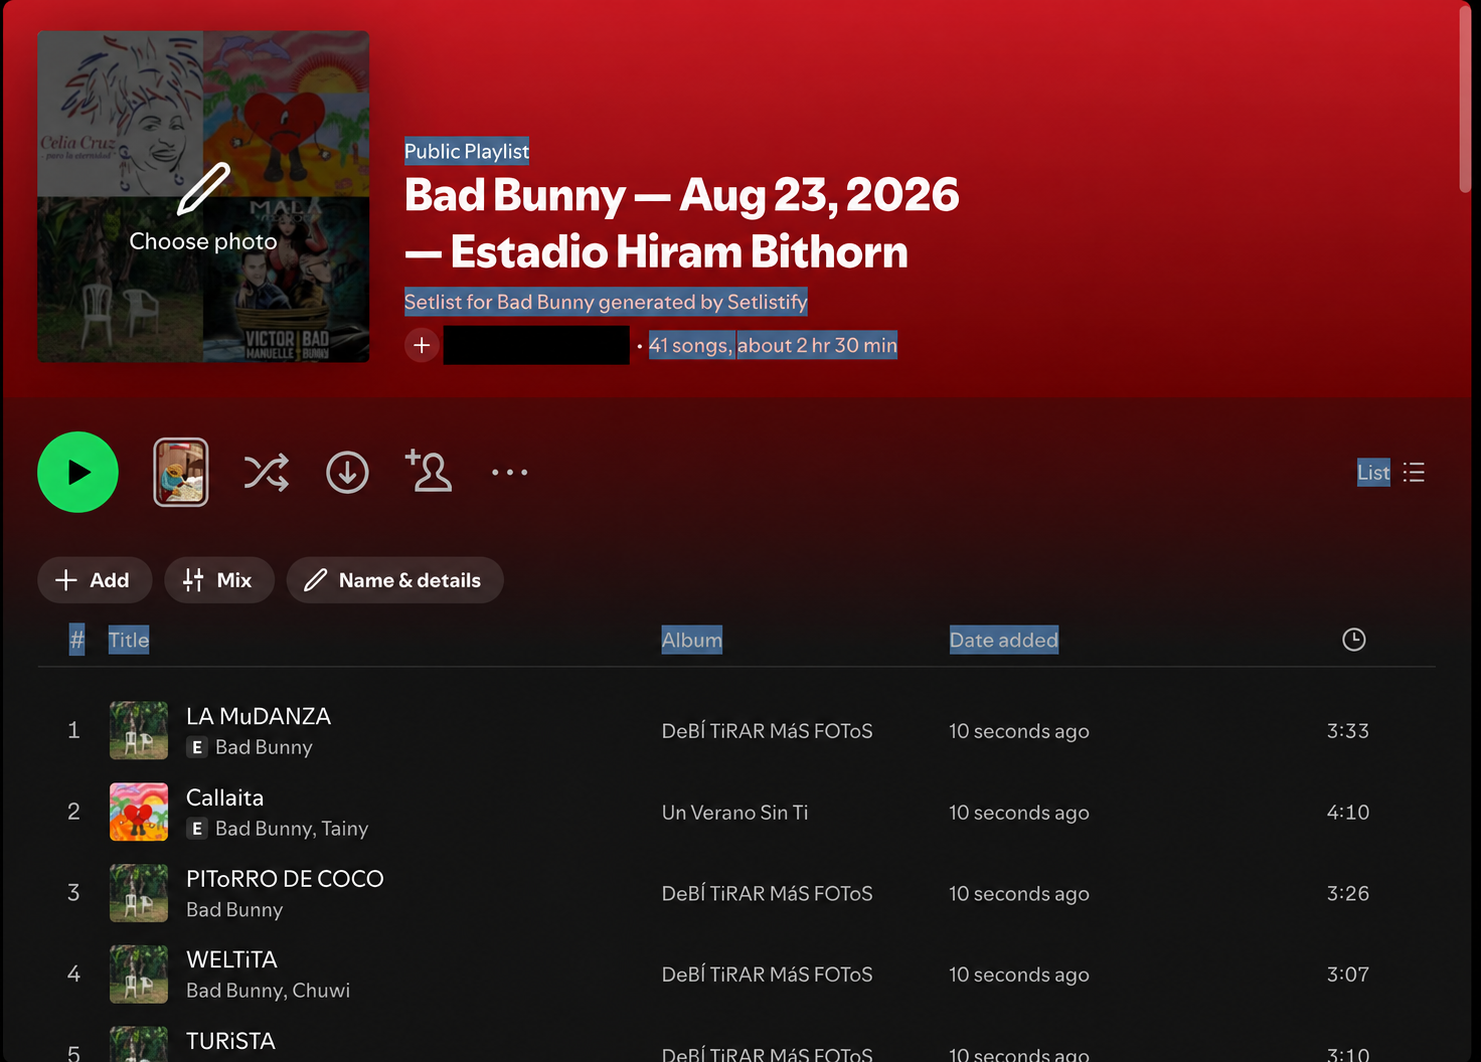 Celia Cruz
- para la eternidad -
MALA
VICTOR BAD
MANUELLE BUNNY
Choose photo
Public Playlist
Bad Bunny — Aug 23, 2026
— Estadio Hiram Bithorn
Setlist for Bad Bunny generated by Setlistify
• 41 songs, about 2 hr 30 min
List
Add
Mix
Name & details
# Title Album Date added
1 LA MuDANZA DeBÍ TiRAR MáS FOToS 10 seconds ago 3:33
E Bad Bunny
2 Callaita Un Verano Sin Ti 10 seconds ago 4:10
E Bad Bunny, Tainy
3 PIToRRO DE COCO DeBÍ TiRAR MáS FOToS 10 seconds ago 3:26
Bad Bunny
4 WELTiTA DeBÍ TiRAR MáS FOToS 10 seconds ago 3:07
Bad Bunny, Chuwi
5 TURiSTA DeBÍ TiRAR MáS FOToS 10 seconds ago 3:10